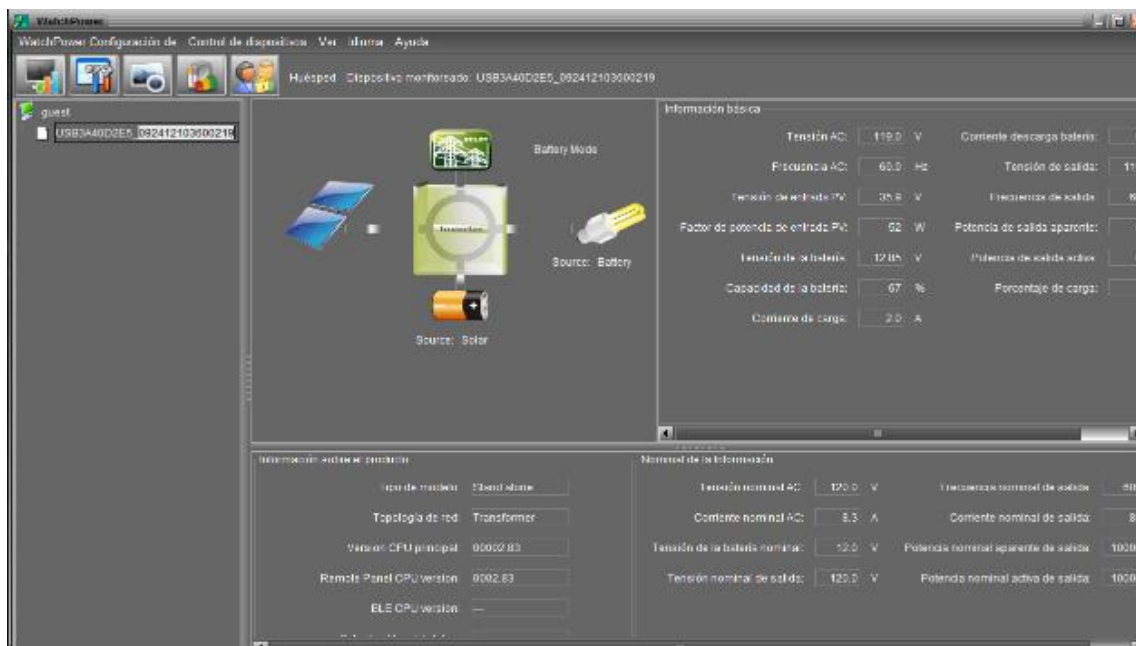 WatchPower
WatchPower Configuración de Control de dispositivos Ver Idioma Ayuda
Huésped Dispositivo monitoreado: USB3A40D2E5_092412103600219
guest
USB3A40D2E5_092412103600219
Battery Mode
Inverter
Source: Battery
Source: Solar
Información básica
Tensión AC: 119.0 V Corriente descarga batería:
Frecuencia AC: 60.0 Hz Tensión de salida: 11
Tensión de entrada PV: 35.9 V Frecuencia de salida: 6
Factor de potencia de entrada PV: 52 W Potencia de salida aparente:
Tensión de la batería: 12.85 V Potencia de salida activa:
Capacidad de la batería: 67 % Porcentaje de carga:
Corriente de carga: 2.0 A
Información sobre el producto
Tipo de modelo: Stand alone
Topología de red: Transformer
Version CPU principal: 00002.83
Remote Panel CPU version: 0002.83
BLE CPU version: ---
Nominal de la Información
Tensión nominal AC: 120.0 V Frecuencia nominal de salida: 60
Corriente nominal AC: 8.3 A Corriente nominal de salida: 8
Tensión de la batería nominal: 12.0 V Potencia nominal aparente de salida: 1000
Tensión nominal de salida: 120.0 V Potencia nominal activa de salida: 1000